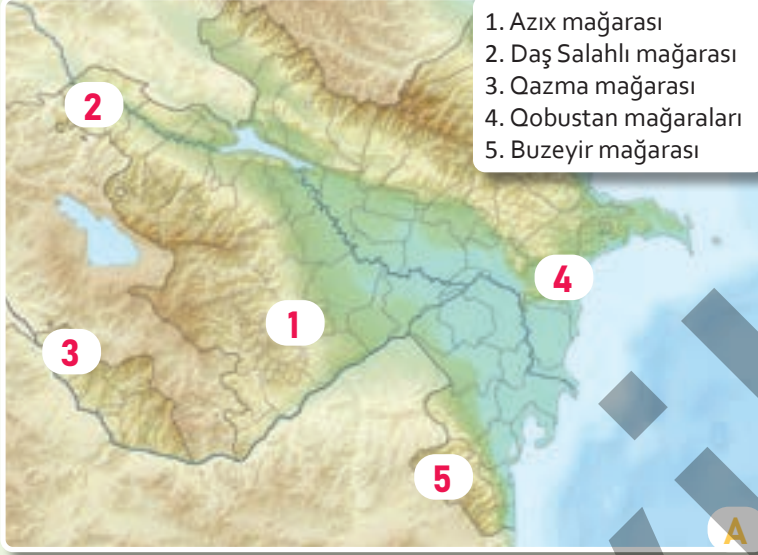 1. Azıx mağarası
2. Daş Salahlı mağarası
3. Qazma mağarası
4. Qobustan mağaraları
5. Buzeyir mağarası
2
4
1
3
5
A